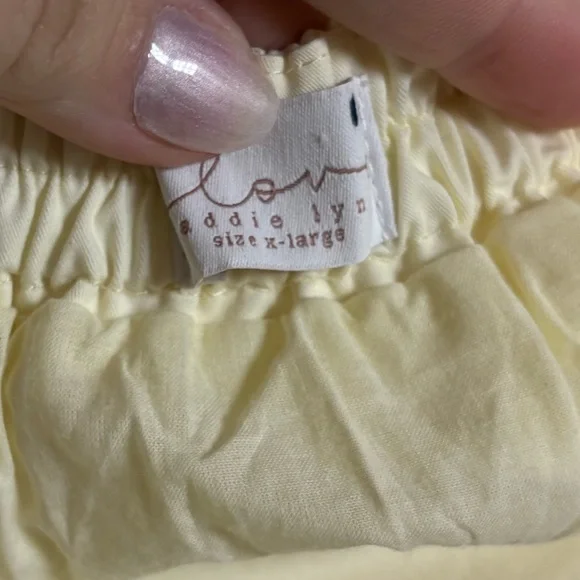 lov
addie lyn
size x-large